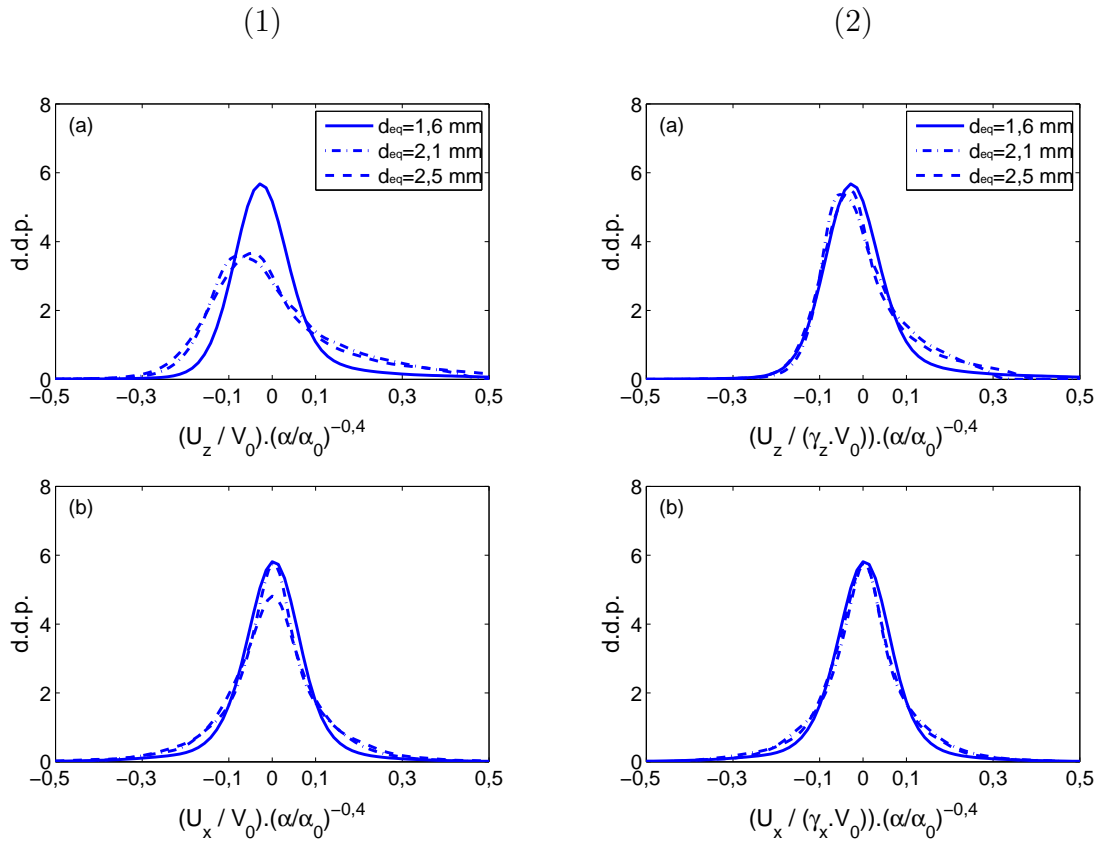 (1)
(2)
(a)
d_eq=1,6 mm
d_eq=2,1 mm
d_eq=2,5 mm
8
6
4
2
0
d.d.p.
−0,5 −0,3 −0,1 0 0,1 0,3 0,5
(U_z / V_0).(α/α_0)^−0,4
(a)
d_eq=1,6 mm
d_eq=2,1 mm
d_eq=2,5 mm
8
6
4
2
0
d.d.p.
−0,5 −0,3 −0,1 0 0,1 0,3 0,5
(U_z / (γ_z.V_0)).(α/α_0)^−0,4
(b)
8
6
4
2
0
d.d.p.
−0,5 −0,3 −0,1 0 0,1 0,3 0,5
(U_x / V_0).(α/α_0)^−0,4
(b)
8
6
4
2
0
d.d.p.
−0,5 −0,3 −0,1 0 0,1 0,3 0,5
(U_x / (γ_x.V_0)).(α/α_0)^−0,4